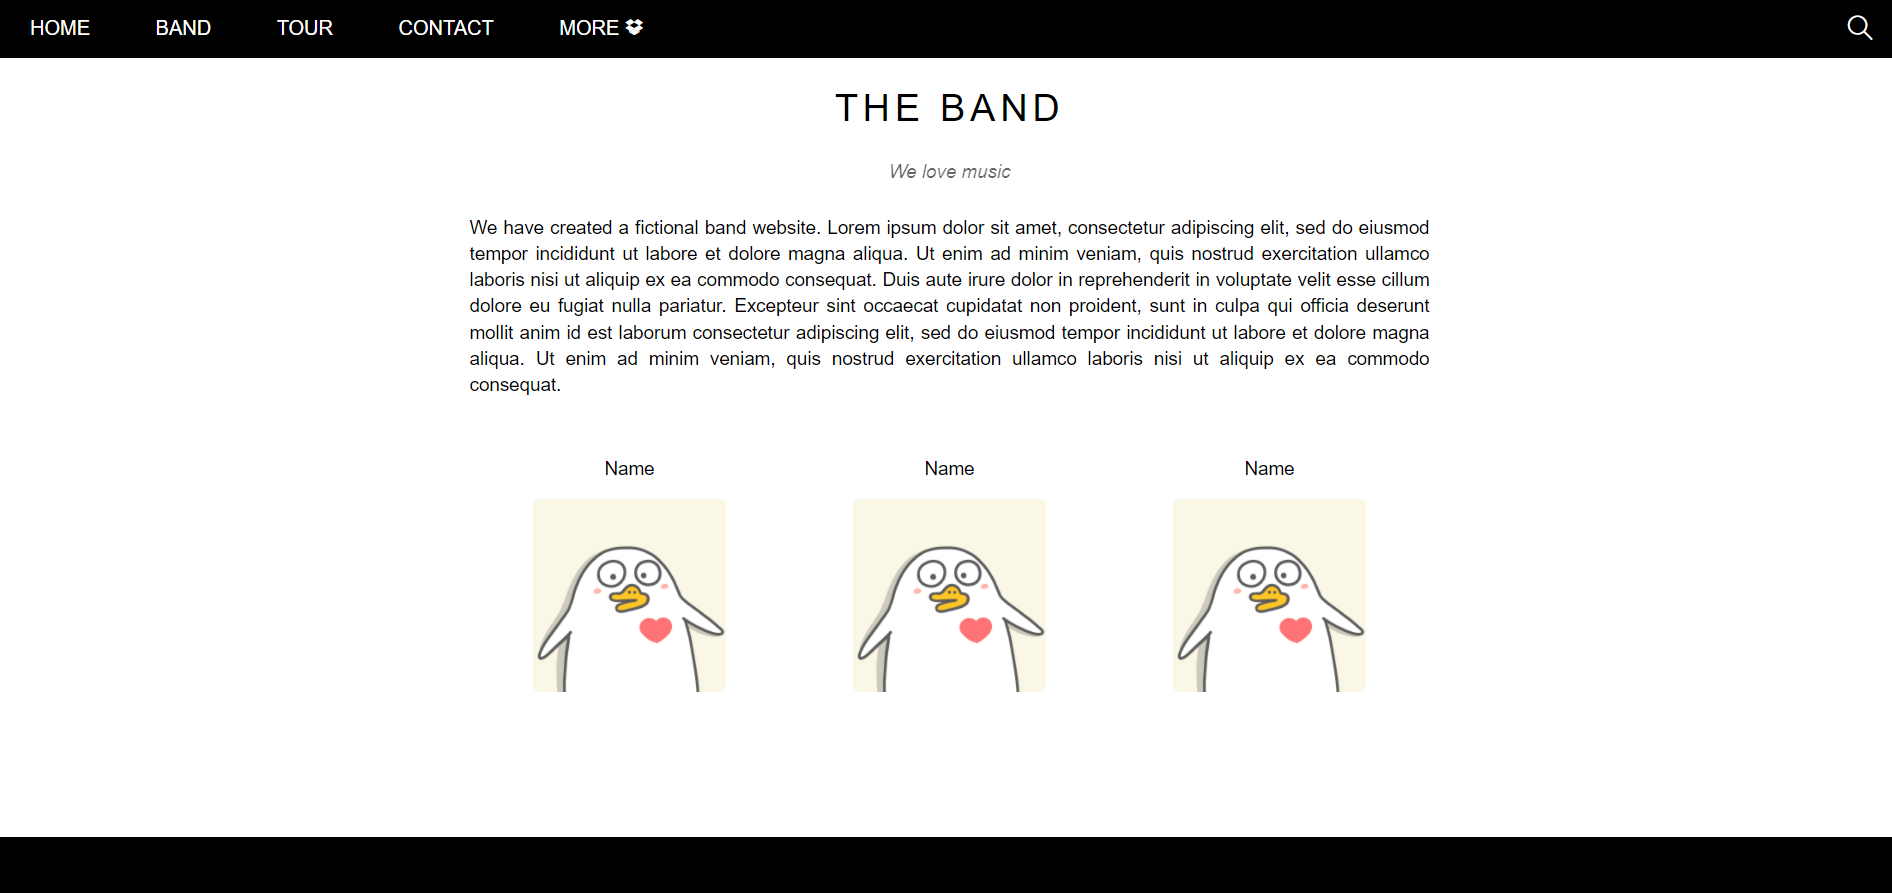 HOME BAND TOUR CONTACT MORE
THE BAND
We love music
We have created a fictional band website. Lorem ipsum dolor sit amet, consectetur adipiscing elit, sed do eiusmod
tempor incididunt ut labore et dolore magna aliqua. Ut enim ad minim veniam, quis nostrud exercitation ullamco
laboris nisi ut aliquip ex ea commodo consequat. Duis aute irure dolor in reprehenderit in voluptate velit esse cillum
dolore eu fugiat nulla pariatur. Excepteur sint occaecat cupidatat non proident, sunt in culpa qui officia deserunt
mollit anim id est laborum consectetur adipiscing elit, sed do eiusmod tempor incididunt ut labore et dolore magna
aliqua. Ut enim ad minim veniam, quis nostrud exercitation ullamco laboris nisi ut aliquip ex ea commodo
consequat.
Name Name Name